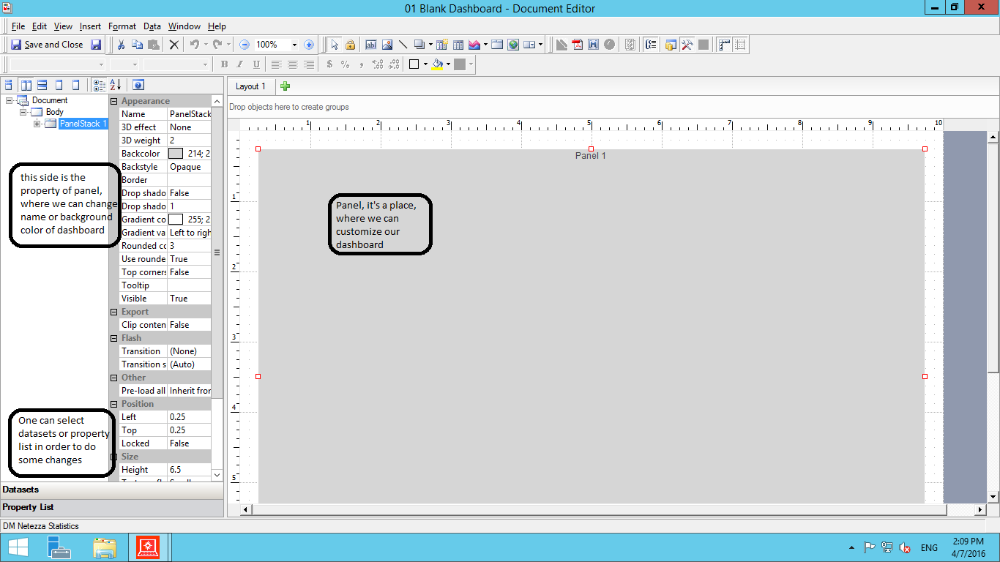 01 Blank Dashboard - Document Editor
File Edit View Insert Format Data Window Help
Save and Close 100%
Layout 1
Drop objects here to create groups
1 2 3 4 5 6 7 8 9 10
Document
Body
PanelStack 1
Appearance
Name PanelStack
3D effect None
3D weight 2
Backcolor 214; 2
Backstyle Opaque
Border
Drop shado False
Drop shado 1
Gradient co 255; 2
Gradient va Left to righ
Rounded co 3
Use rounde True
Top corners False
Tooltip
Visible True
Export
Clip conten False
Flash
Transition (None)
Transition s (Auto)
Other
Pre-load all Inherit fror
Position
Left 0.25
Top 0.25
Locked False
Size
Height 6.5
this side is the
property of panel,
where we can change
name or background
color of dashboard
One can select
datasets or property
list in order to do
some changes
Datasets
Property List
Panel 1
Panel, it's a place,
where we can
customize our
dashboard
1
2
3
4
5
DM Netezza Statistics
ENG
2:09 PM
4/7/2016